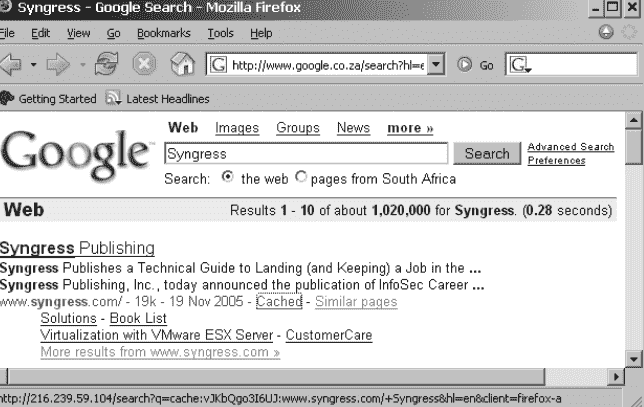 Syngress - Google Search - Mozilla Firefox
File Edit View Go Bookmarks Tools Help
G http://www.google.co.za/search?hl=e Go G
Getting Started Latest Headlines
Google™
Web Images Groups News more »
Syngress Search Advanced Search
Preferences
Search: the web pages from South Africa
Web Results 1 - 10 of about 1,020,000 for Syngress. (0.28 seconds)
Syngress Publishing
Syngress Publishes a Technical Guide to Landing (and Keeping) a Job in the ...
Syngress Publishing, Inc., today announced the publication of InfoSec Career ...
www.syngress.com/ - 19k - 19 Nov 2005 - Cached - Similar pages
Solutions - Book List
Virtualization with VMware ESX Server - CustomerCare
More results from www.syngress.com »
http://216.239.59.104/search?q=cache:vJKbQgo3I6UJ:www.syngress.com/+Syngress&hl=en&client=firefox-a